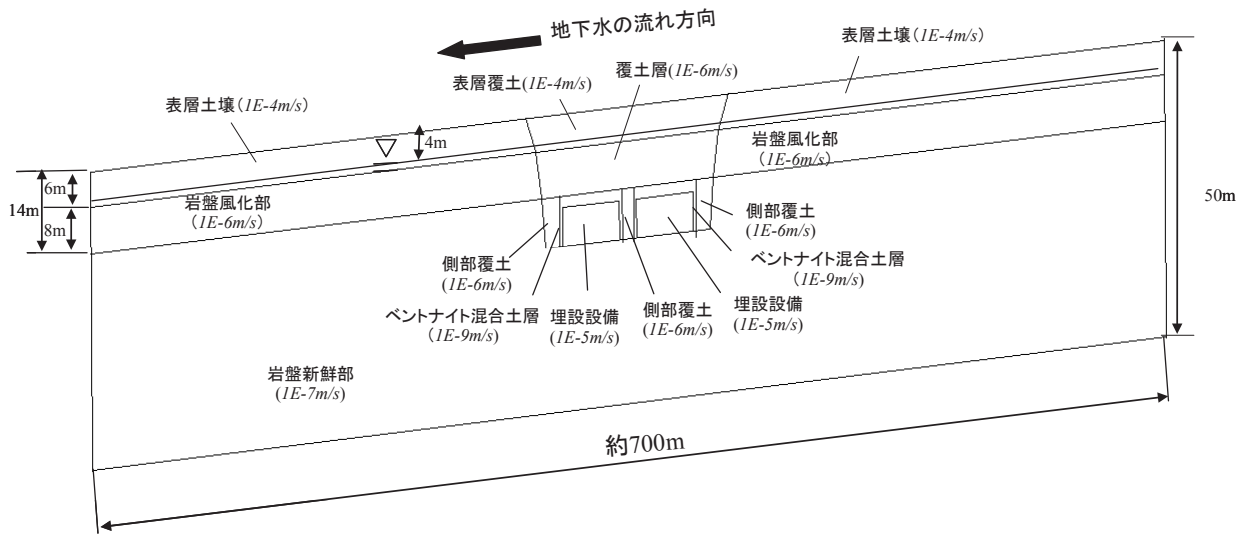 地下水の流れ方向
表層土壌(1E-4m/s)
覆土層(1E-6m/s)
表層覆土(1E-4m/s)
表層土壌(1E-4m/s)
4m
岩盤風化部
(1E-6m/s)
6m
14m
8m
岩盤風化部
(1E-6m/s)
50m
側部覆土
(1E-6m/s)
側部覆土
(1E-6m/s)
ベントナイト混合土層
(1E-9m/s)
ベントナイト混合土層
(1E-9m/s)
埋設設備
(1E-5m/s)
側部覆土
(1E-6m/s)
埋設設備
(1E-5m/s)
岩盤新鮮部
(1E-7m/s)
約700m